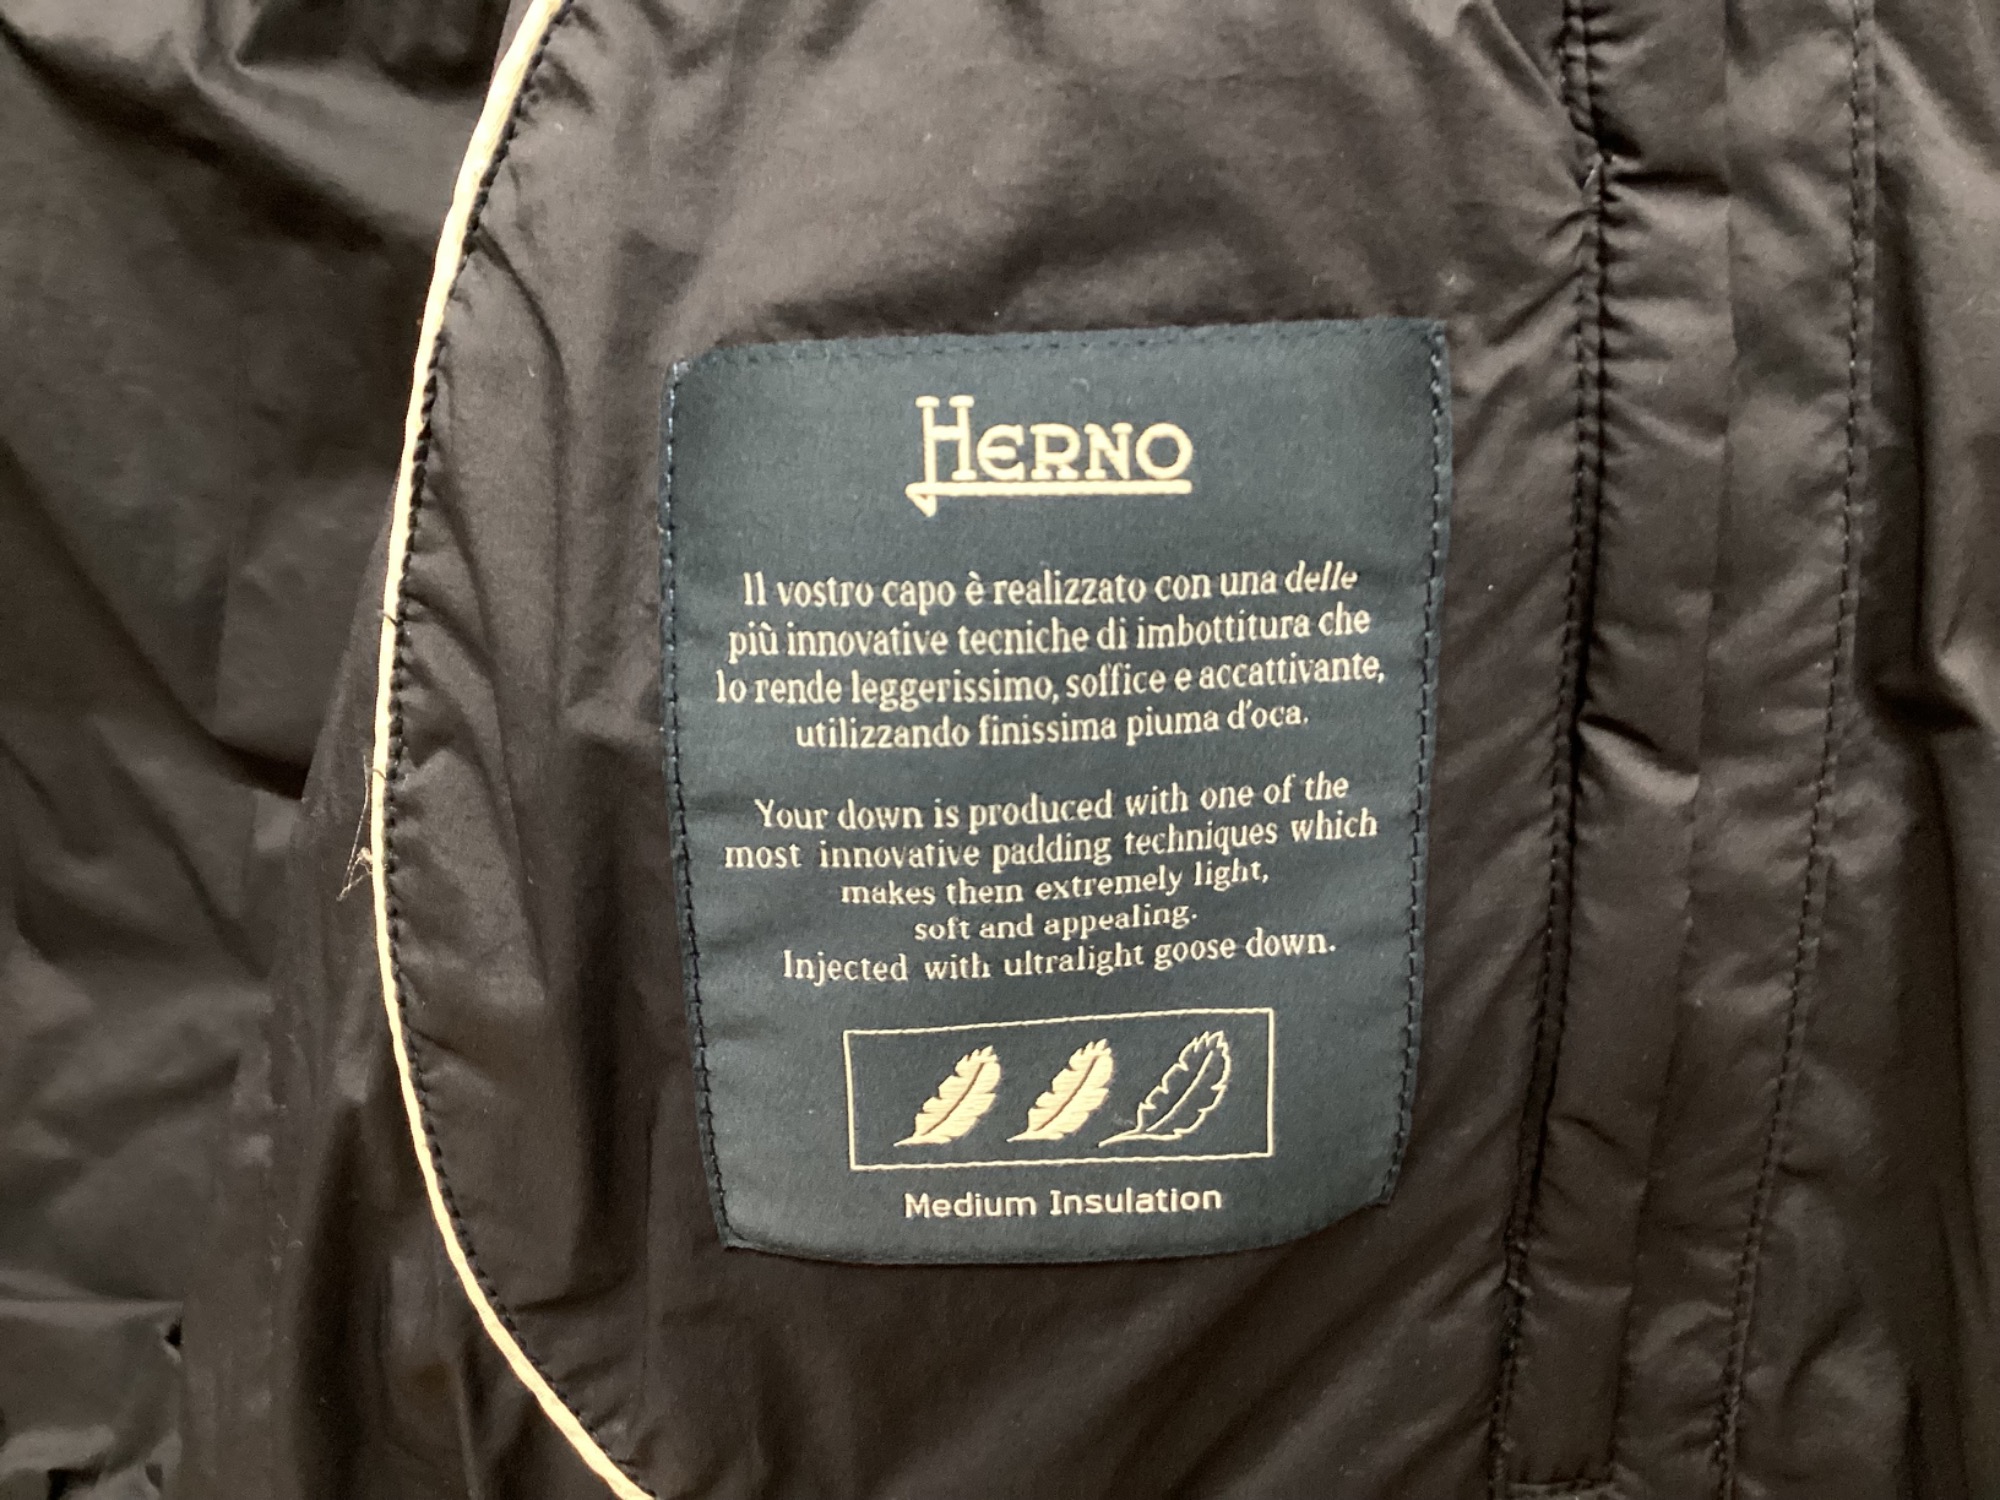 HERNO
Il vostro capo è realizzato con una delle
più innovative tecniche di imbottitura che
lo rende leggerissimo, soffice e accattivante,
utilizzando finissima piuma d'oca.
Your down is produced with one of the
most innovative padding techniques which
makes them extremely light,
soft and appealing.
Injected with ultralight goose down.
Medium Insulation